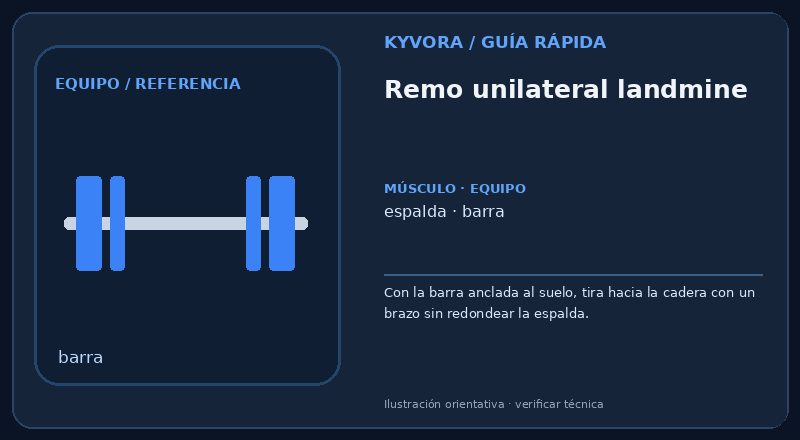 EQUIPO / REFERENCIA
barra
KYVORA / GUÍA RÁPIDA
Remo unilateral landmine
MÚSCULO · EQUIPO
espalda · barra
Con la barra anclada al suelo, tira hacia la cadera con un
brazo sin redondear la espalda.
Ilustración orientativa · verificar técnica